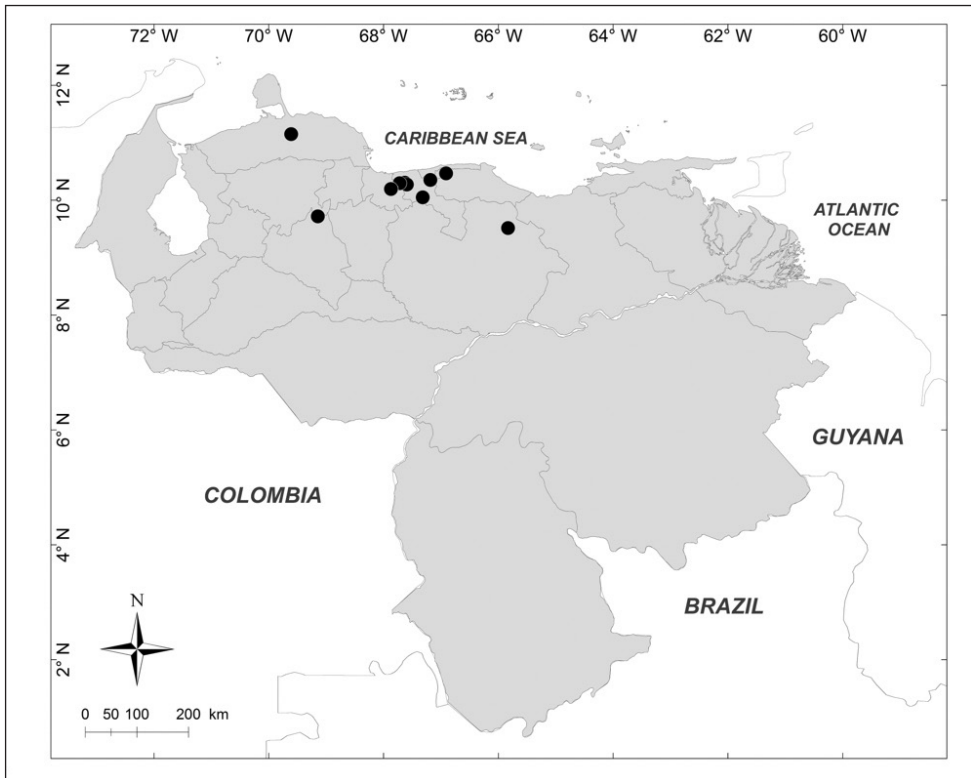 72° W 70° W 68° W 66° W 64° W 62° W 60° W
12° N
CARIBBEAN SEA
10° N
ATLANTIC
OCEAN
8° N
6° N
GUYANA
COLOMBIA
4° N
BRAZIL
N
2° N
0 50 100 200 km